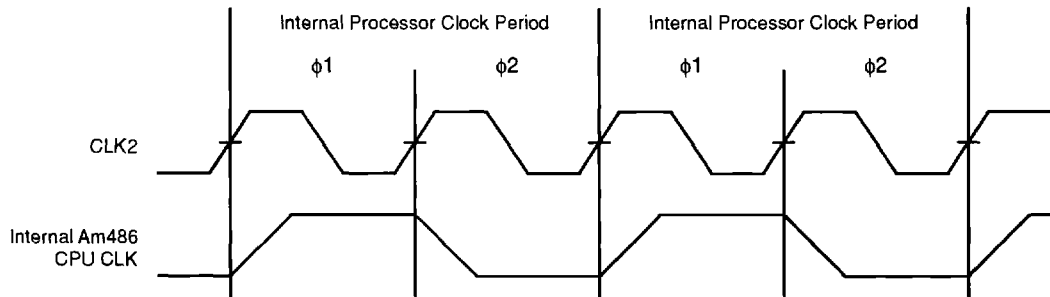 Internal Processor Clock Period
Internal Processor Clock Period
ϕ1
ϕ2
ϕ1
ϕ2
CLK2
Internal Am486
CPU CLK